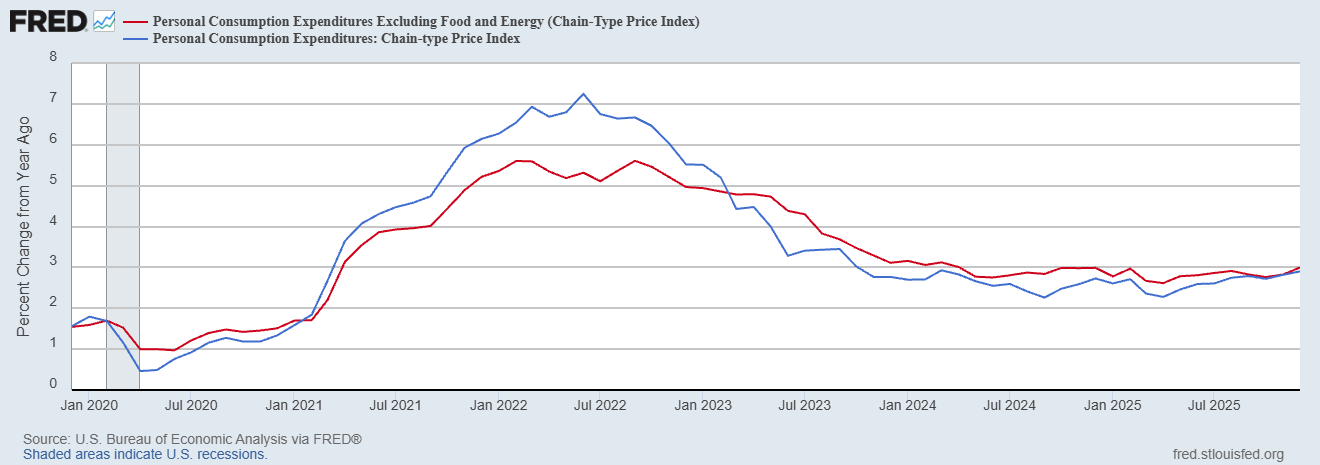 FRED®
Personal Consumption Expenditures Excluding Food and Energy (Chain-Type Price Index)
Personal Consumption Expenditures: Chain-type Price Index
Percent Change from Year Ago
8
7
6
5
4
3
2
1
0
Jan 2020 Jul 2020 Jan 2021 Jul 2021 Jan 2022 Jul 2022 Jan 2023 Jul 2023 Jan 2024 Jul 2024 Jan 2025 Jul 2025
Source: U.S. Bureau of Economic Analysis via FRED®
Shaded areas indicate U.S. recessions.
fred.stlouisfed.org